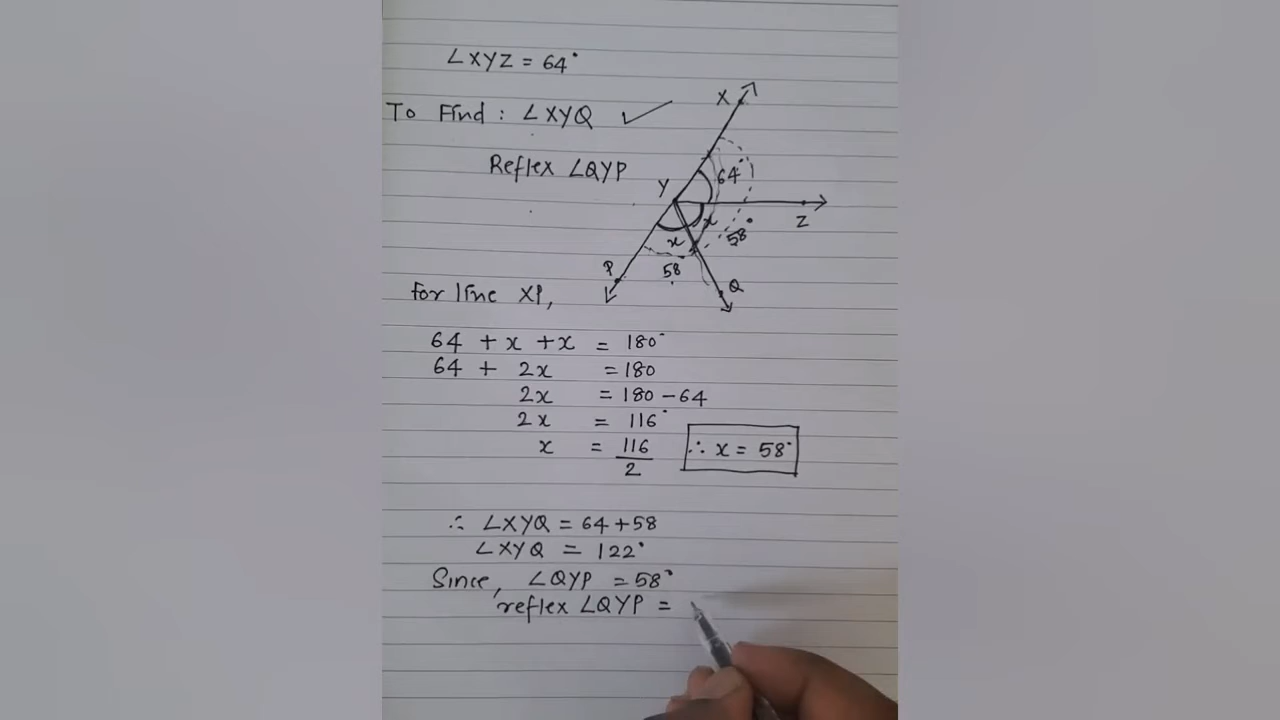 ∠XYZ = 64°
To Find : ∠XYQ ✓
Reflex ∠QYP
X
64°
Y
Z
x
x
58°
58
P
Q
For line XP,
64 + x + x = 180°
64 + 2x = 180
2x = 180 - 64
2x = 116°
x = 116/2
∴ x = 58°
∴ ∠XYQ = 64 + 58
∠XYQ = 122°
Since, ∠QYP = 58°
reflex ∠QYP =